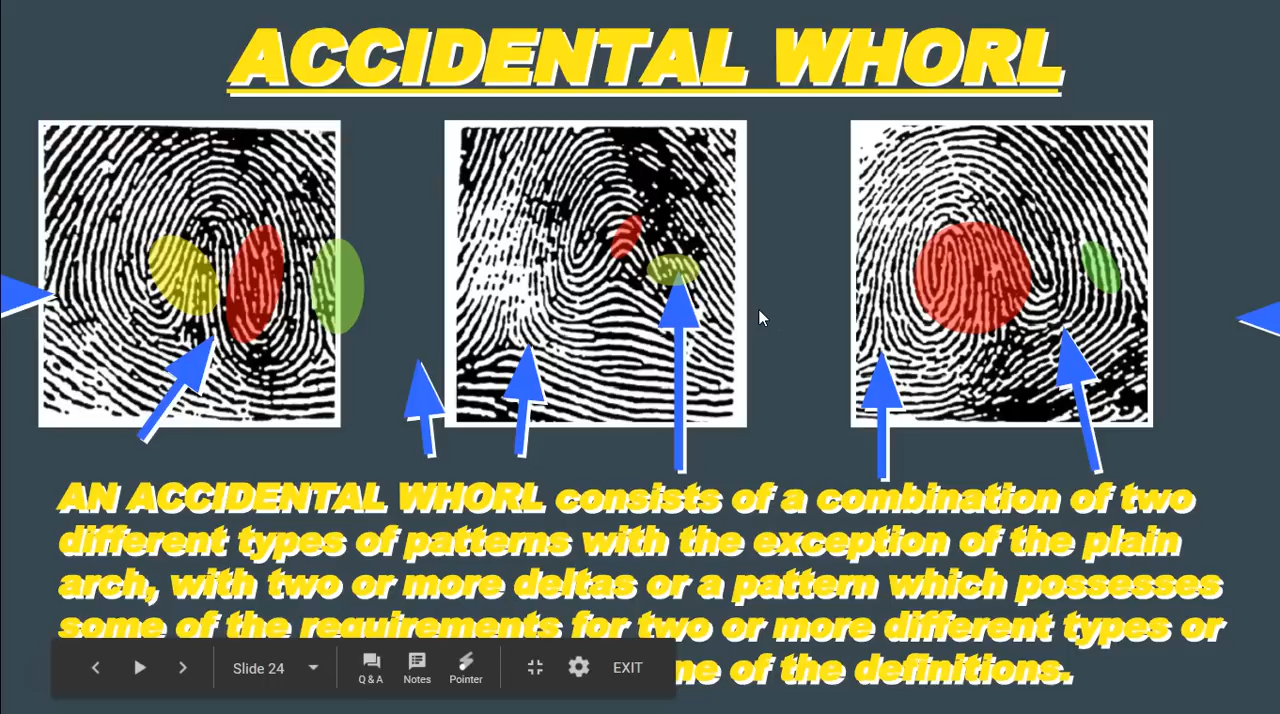 ACCIDENTAL WHORL
AN ACCIDENTAL WHORL consists of a combination of two
different types of patterns with the exception of the plain
arch, with two or more deltas or a pattern which possesses
some of the requirements for two or more different types or
of the definitions.
Slide 24
Q & A
Notes
Pointer
EXIT